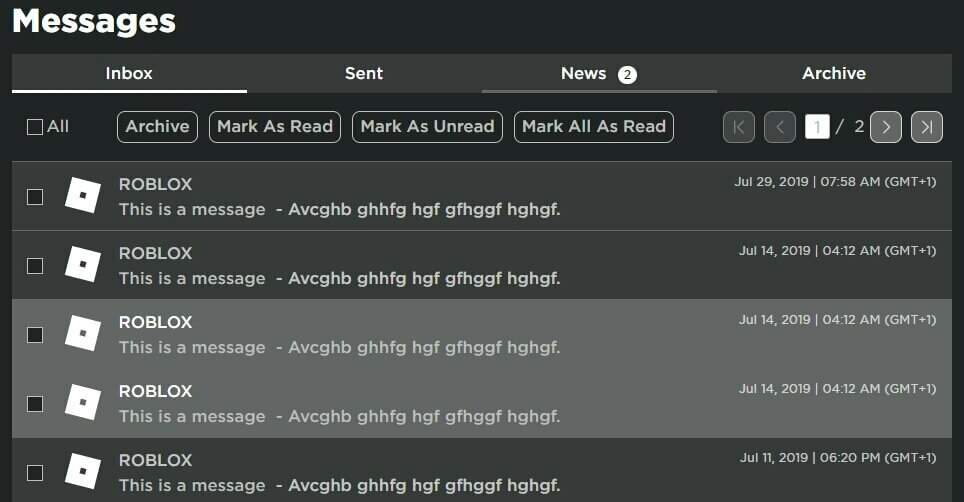 Messages
Inbox Sent News 2 Archive
All Archive Mark As Read Mark As Unread Mark All As Read 1 / 2
ROBLOX Jul 29, 2019 | 07:58 AM (GMT+1)
This is a message - Avcghb ghhfg hgf gfhggf hghgf.
ROBLOX Jul 14, 2019 | 04:12 AM (GMT+1)
This is a message - Avcghb ghhfg hgf gfhggf hghgf.
ROBLOX Jul 14, 2019 | 04:12 AM (GMT+1)
This is a message - Avcghb ghhfg hgf gfhggf hghgf.
ROBLOX Jul 14, 2019 | 04:12 AM (GMT+1)
This is a message - Avcghb ghhfg hgf gfhggf hghgf.
ROBLOX Jul 11, 2019 | 06:20 PM (GMT+1)
This is a message - Avcghb ghhfg hgf gfhggf hghgf.